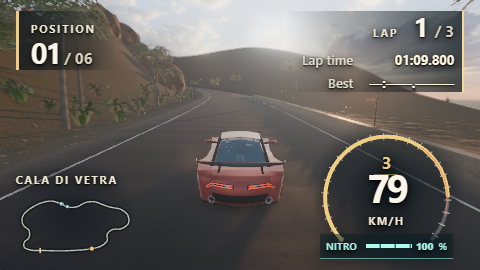 POSITION
01 / 06
LAP 1 / 3
Lap time 01:09.800
Best
CALA DI VETRA
3
79
KM/H
NITRO 100 %